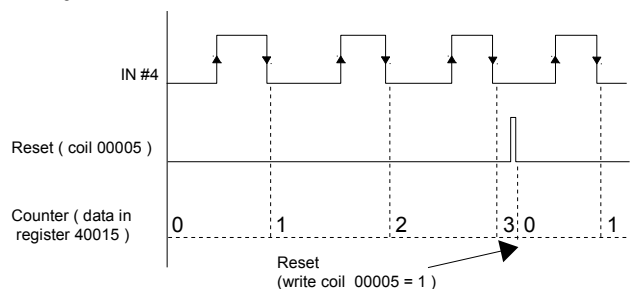 IN #4
Reset ( coil 00005 )
Counter ( data in
register 40015 )
0 1 2 3 0 1
Reset
(write coil 00005 = 1 )